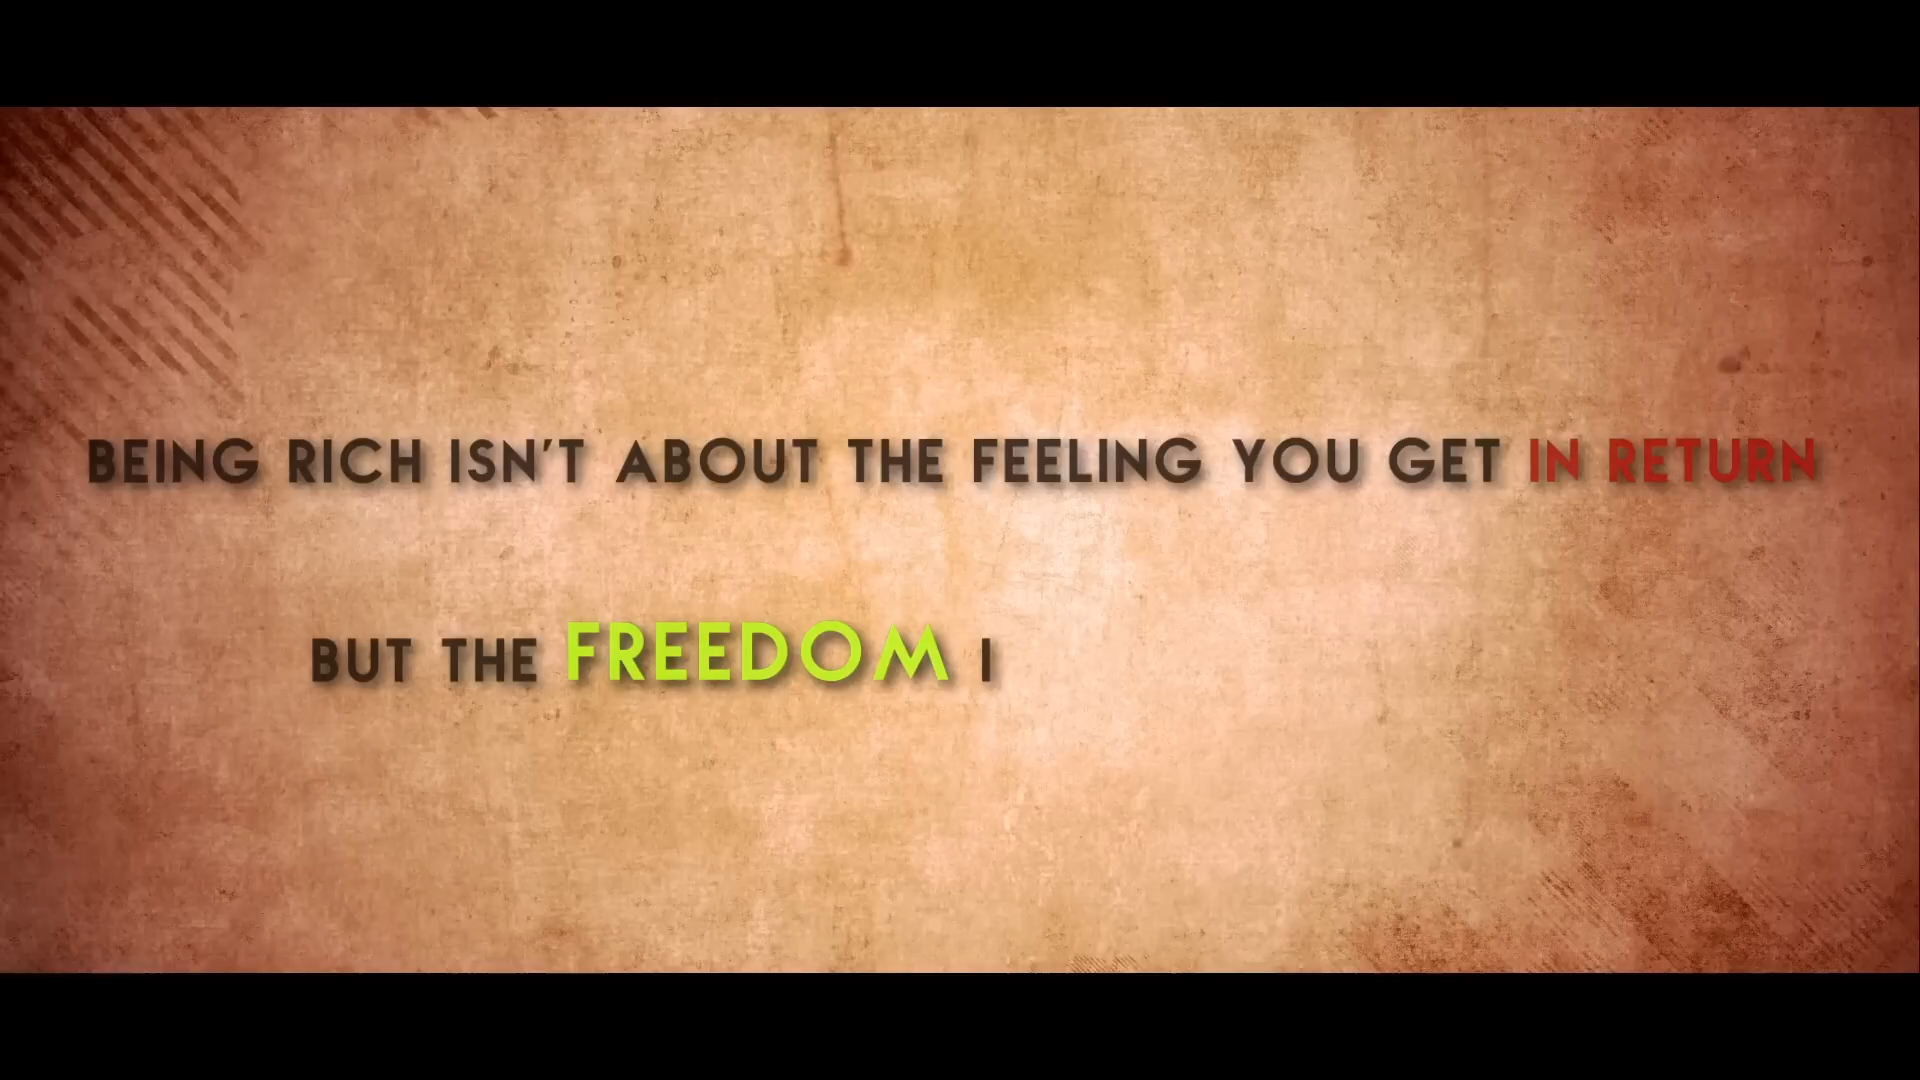 BEING RICH ISN'T ABOUT THE FEELING YOU GET IN RETURN
BUT THE FREEDOM I